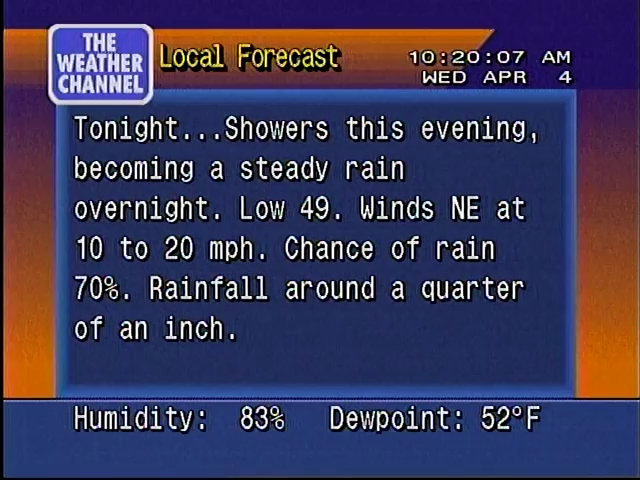 THE
WEATHER
CHANNEL
Local Forecast
10:20:07 AM
WED APR 4
Tonight...Showers this evening,
becoming a steady rain
overnight. Low 49. Winds NE at
10 to 20 mph. Chance of rain
70%. Rainfall around a quarter
of an inch.
Humidity: 83% Dewpoint: 52°F